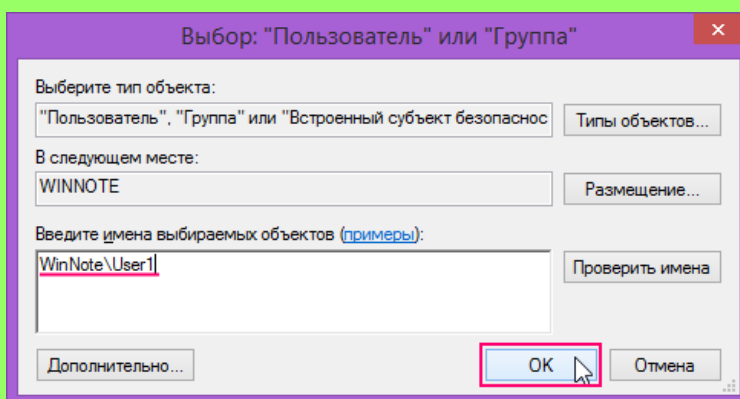 Выбор: "Пользователь" или "Группа"
Выберите тип объекта:
"Пользователь", "Группа" или "Встроенный субъект безопаснос
Типы объектов...
В следующем месте:
WINNOTE
Размещение...
Введите имена выбираемых объектов (примеры):
WinNote\User1
Проверить имена
Дополнительно...
OK
Отмена